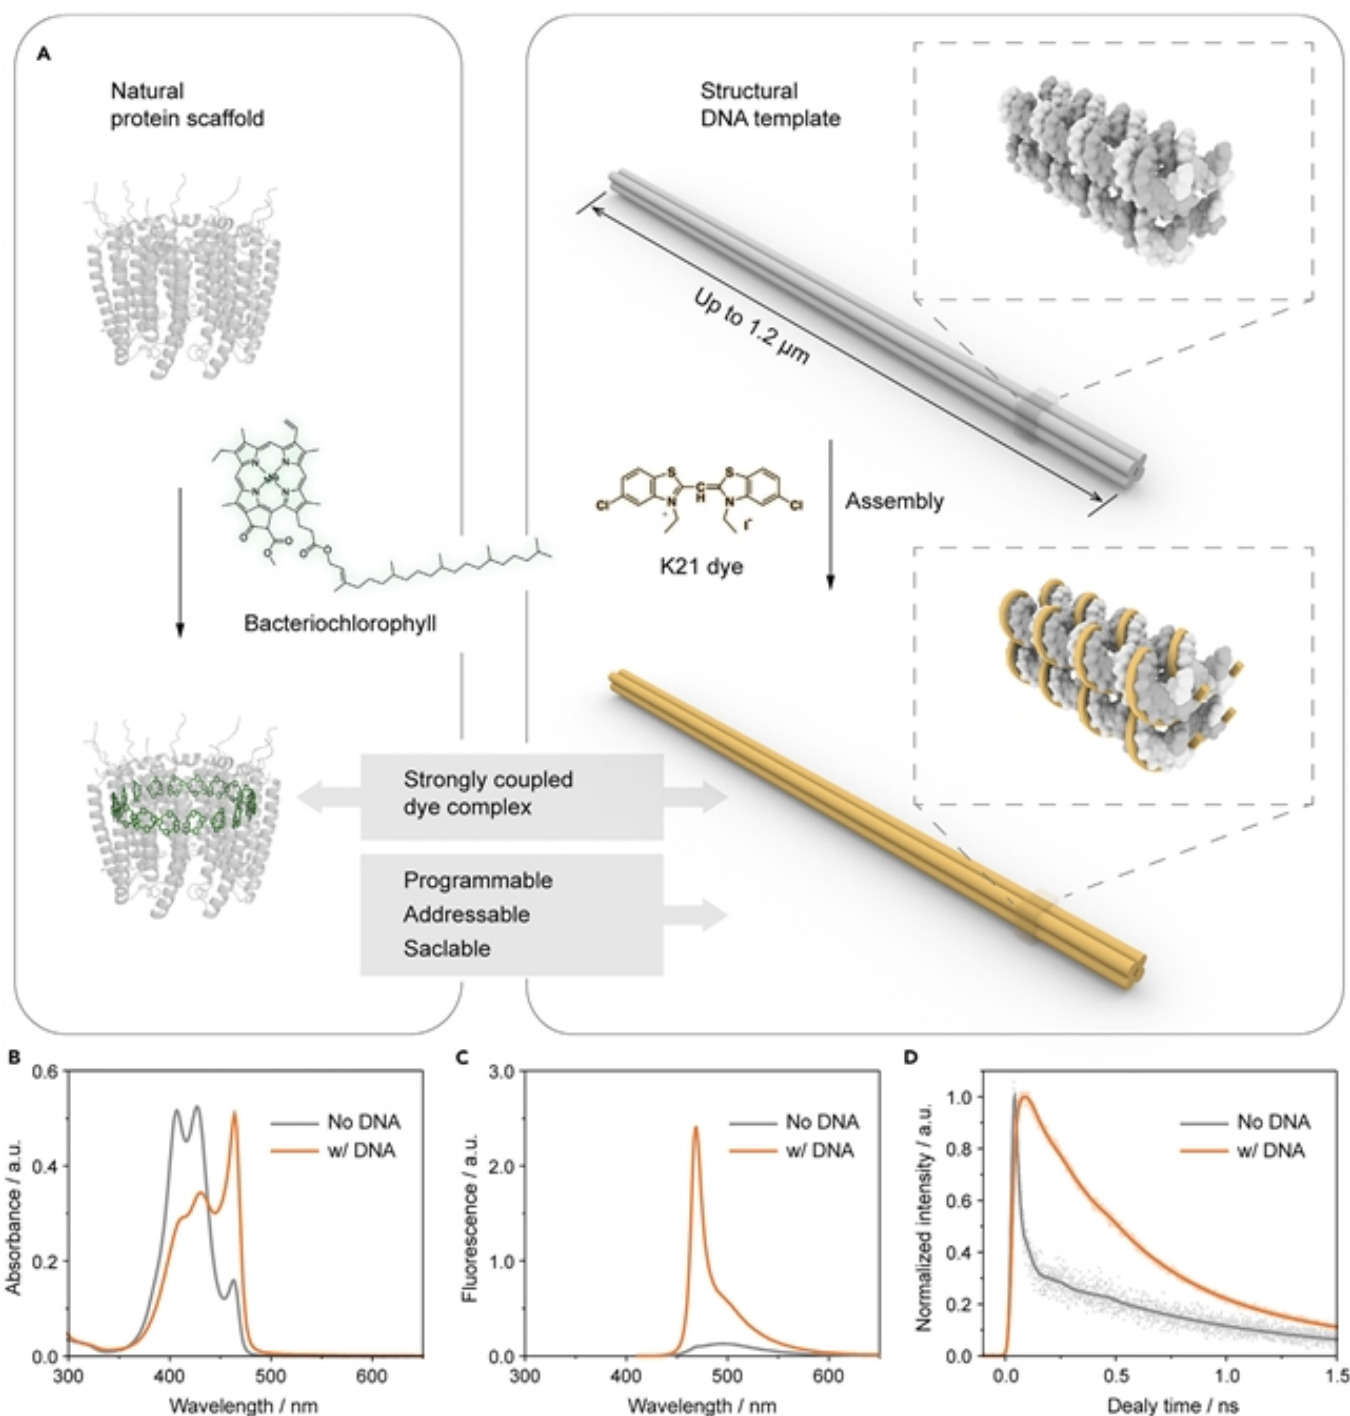 A
Natural
protein scaffold
Structural
DNA template
Up to 1.2 µm
N
N
N
N
O
O
O
O
O
Bacteriochlorophyll
S
S
Cl
N
+
C
H
N
Cl
I-
K21 dye
Assembly
Strongly coupled
dye complex
Programmable
Addressable
Saclable
B
0.6
0.4
0.2
0.0
Absorbance / a.u.
No DNA
w/ DNA
300
400
500
600
Wavelength / nm
C
3.0
2.0
1.0
0.0
Fluorescence / a.u.
No DNA
w/ DNA
300
400
500
600
Wavelength / nm
D
1.0
0.8
0.6
0.4
0.2
0.0
Normalized intensity / a.u.
No DNA
w/ DNA
0.0
0.5
1.0
1.5
Dealy time / ns